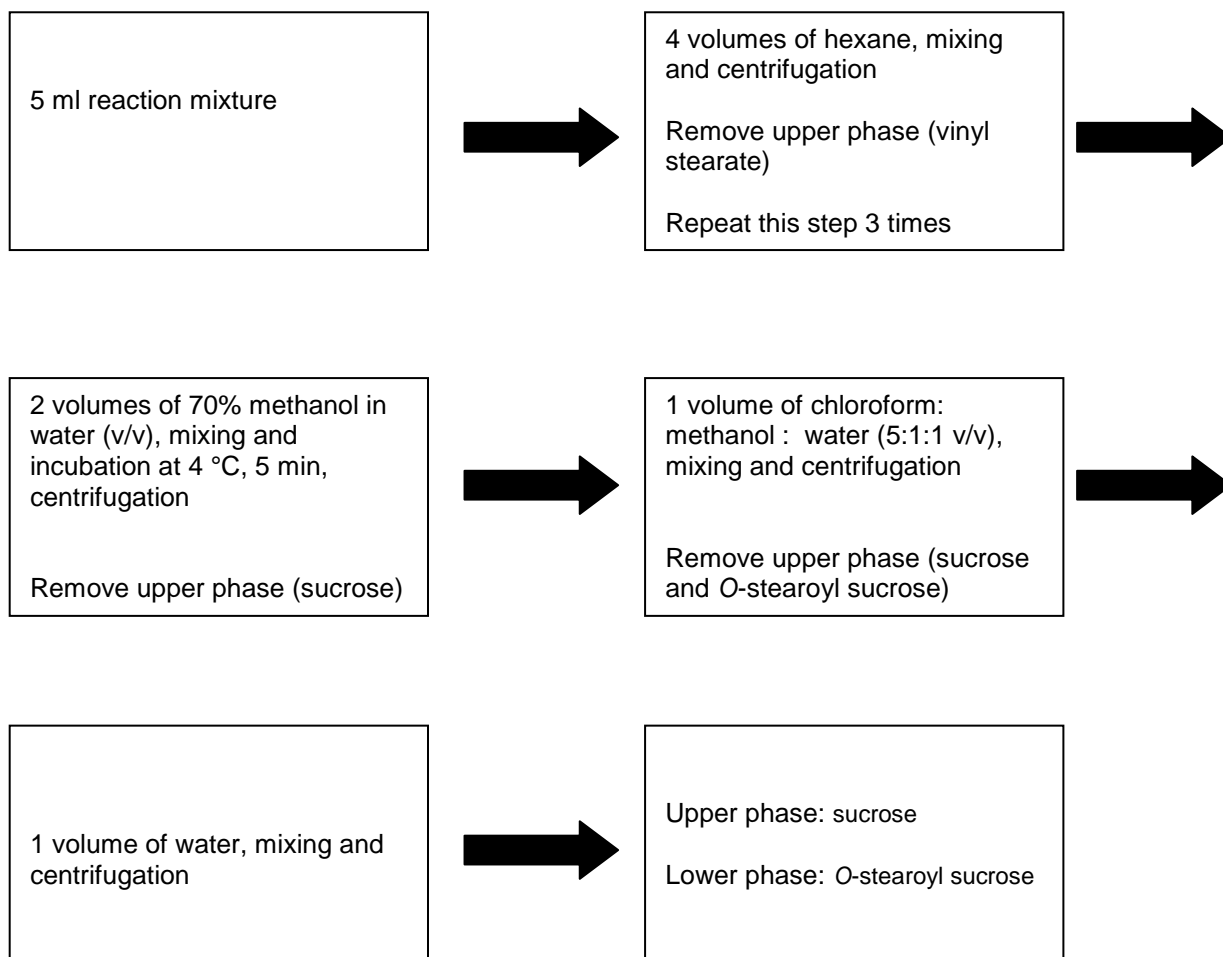 5 ml reaction mixture
4 volumes of hexane, mixing
and centrifugation
Remove upper phase (vinyl
stearate)
Repeat this step 3 times
2 volumes of 70% methanol in
water (v/v), mixing and
incubation at 4 °C, 5 min,
centrifugation
Remove upper phase (sucrose)
1 volume of chloroform:
methanol : water (5:1:1 v/v),
mixing and centrifugation
Remove upper phase (sucrose
and O-stearoyl sucrose)
1 volume of water, mixing and
centrifugation
Upper phase: sucrose
Lower phase: O-stearoyl sucrose